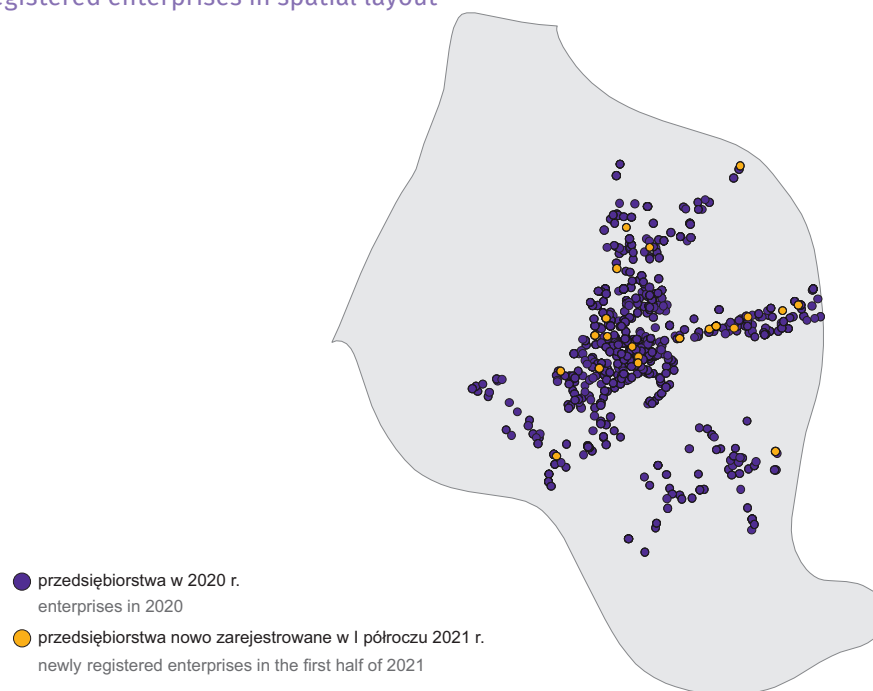 egistered enterprises in spatial layout
przedsiębiorstwa w 2020 r.
enterprises in 2020
przedsiębiorstwa nowo zarejestrowane w I półroczu 2021 r.
newly registered enterprises in the first half of 2021